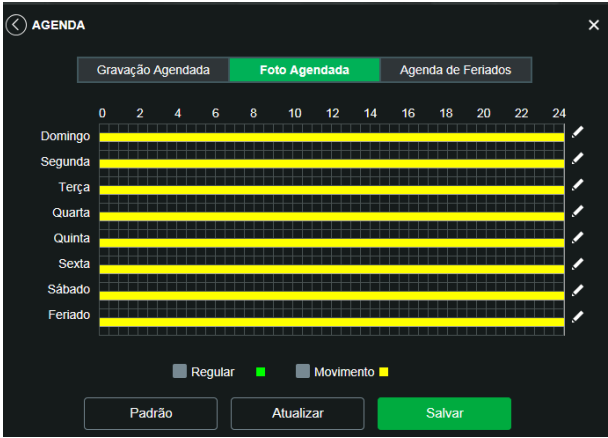 AGENDA
Gravação Agendada Foto Agendada Agenda de Feriados
0 2 4 6 8 10 12 14 16 18 20 22 24
Domingo
Segunda
Terça
Quarta
Quinta
Sexta
Sábado
Feriado
Regular Movimento
Padrão Atualizar Salvar